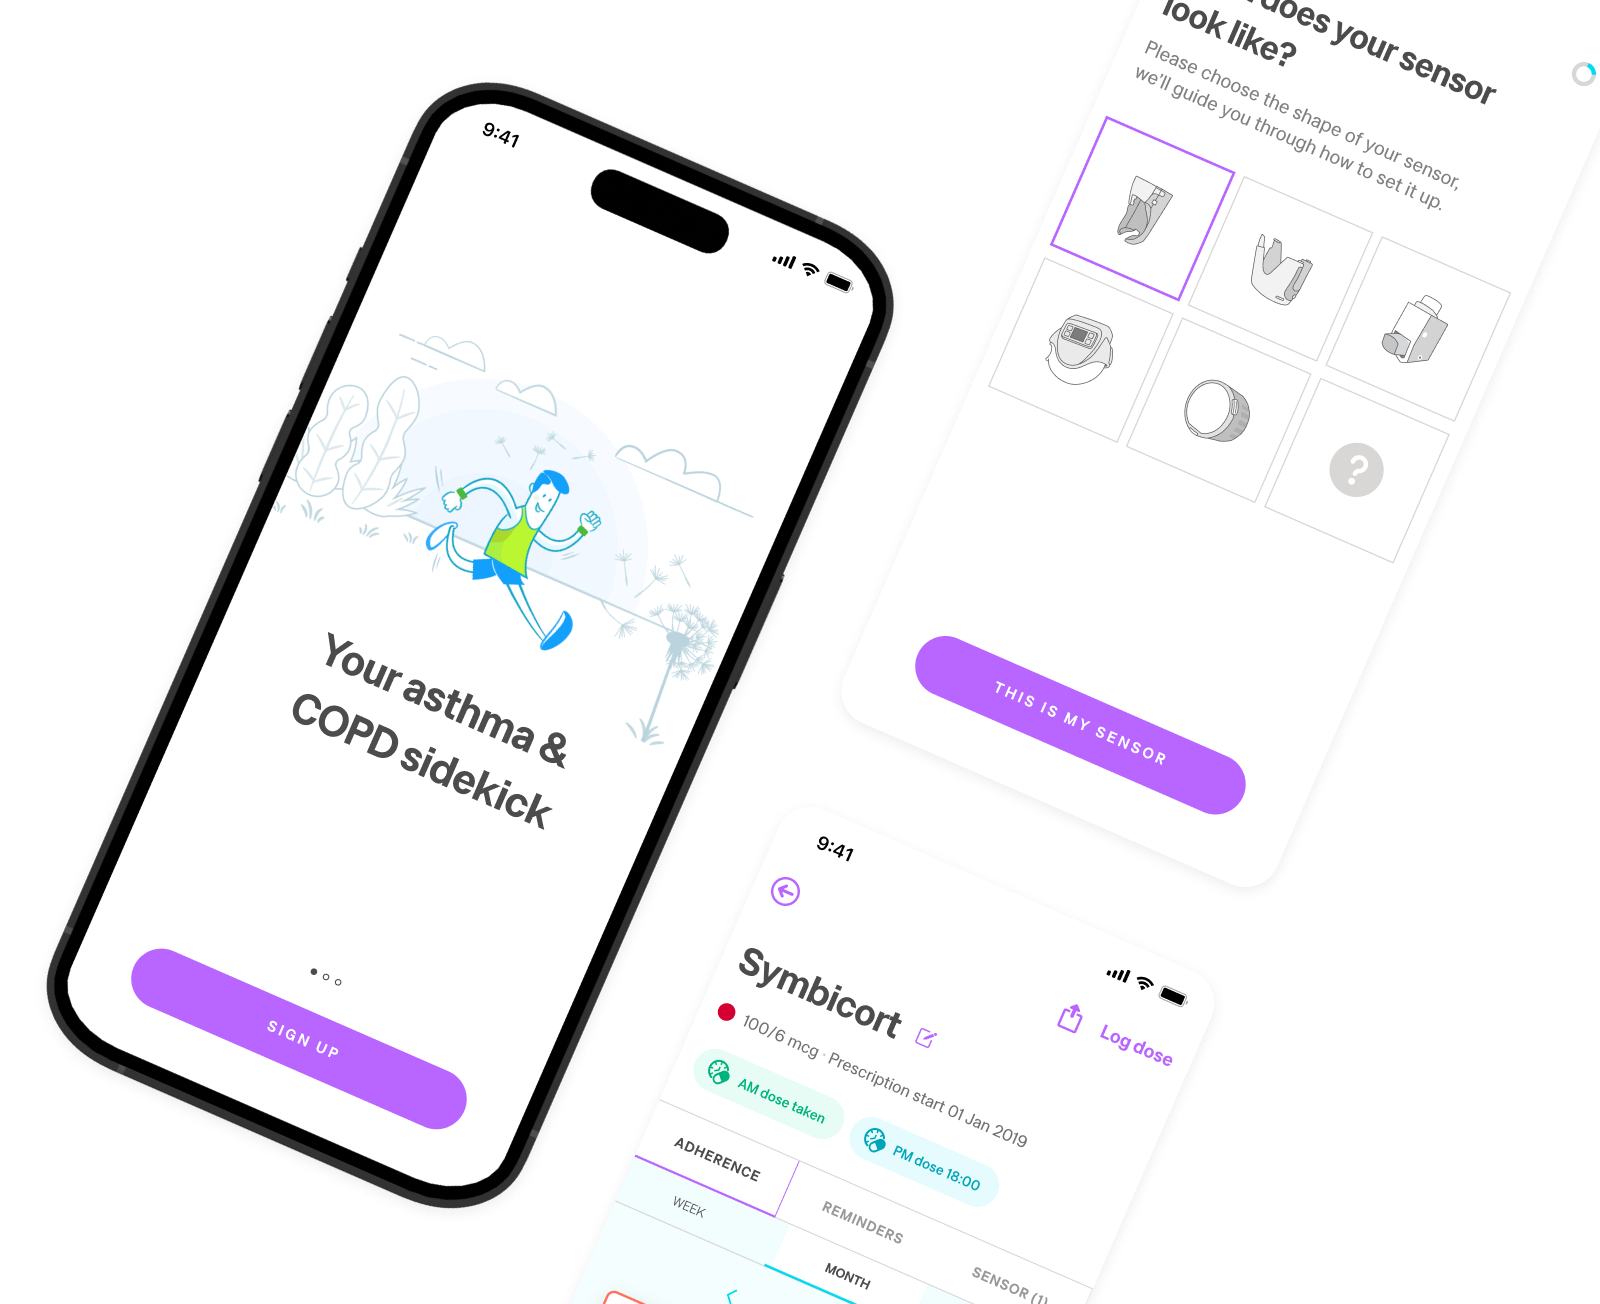 9:41
Your asthma &
COPD sidekick
SIGN UP
does your sensor
look like?
Please choose the shape of your sensor,
we'll guide you through how to set it up.
?
THIS IS MY SENSOR
9:41
Symbicort
Log dose
100/6 mcg · Prescription start 01 Jan 2019
AM dose taken
PM dose 18:00
ADHERENCE
REMINDERS
SENSOR (1)
WEEK
MONTH